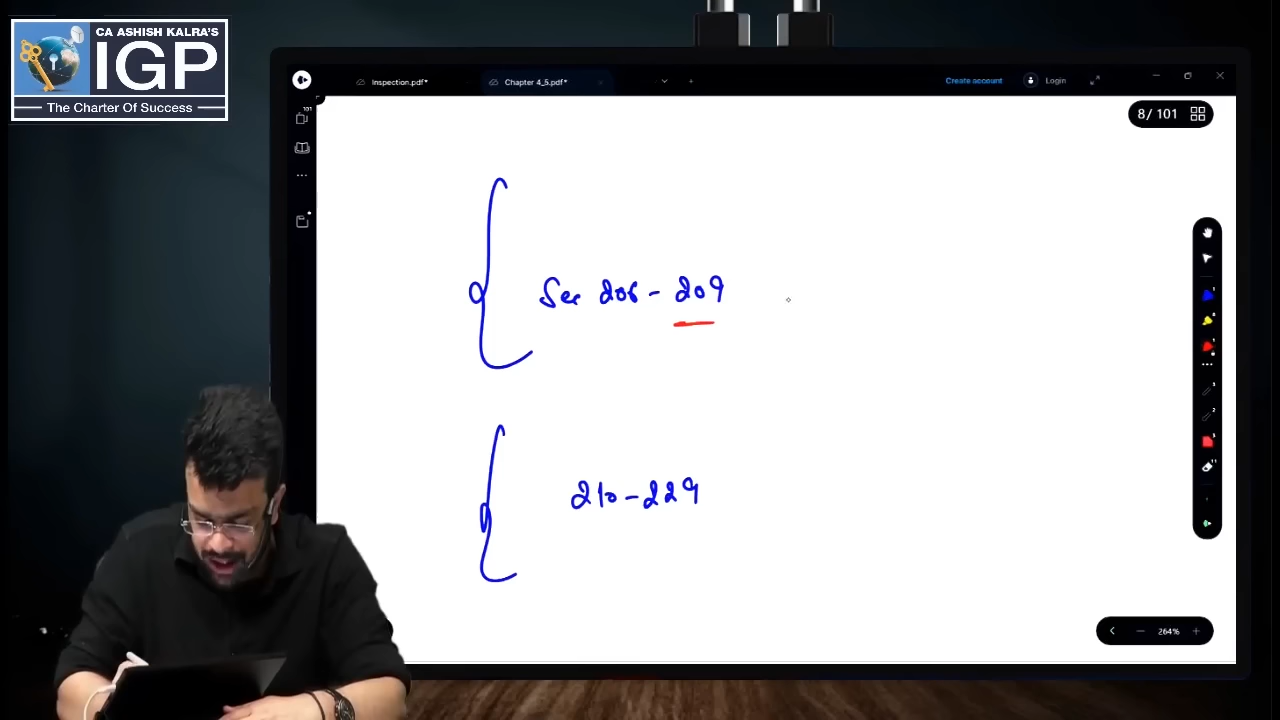 CA ASHISH KALRA'S
IGP
The Charter Of Success
Inspection.pdf*
Chapter 4_5.pdf*
Create account
Login
101
8/ 101
Sec 206 - 209
210 - 229
264%